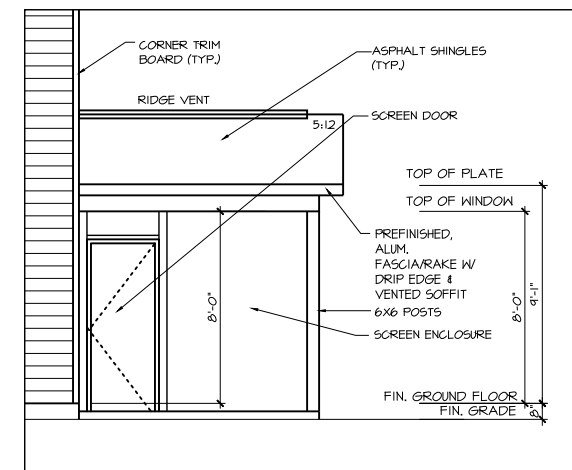 CORNER TRIM
BOARD (TYP.)
ASPHALT SHINGLES
(TYP.)
RIDGE VENT
SCREEN DOOR
5:12
TOP OF PLATE
TOP OF WINDOW
PREFINISHED,
ALUM.
FASCIA/RAKE W/
DRIP EDGE &
VENTED SOFFIT
6X6 POSTS
SCREEN ENCLOSURE
8'-0"
8'-0"
9'-1"
FIN. GROUND FLOOR
FIN. GRADE
8"